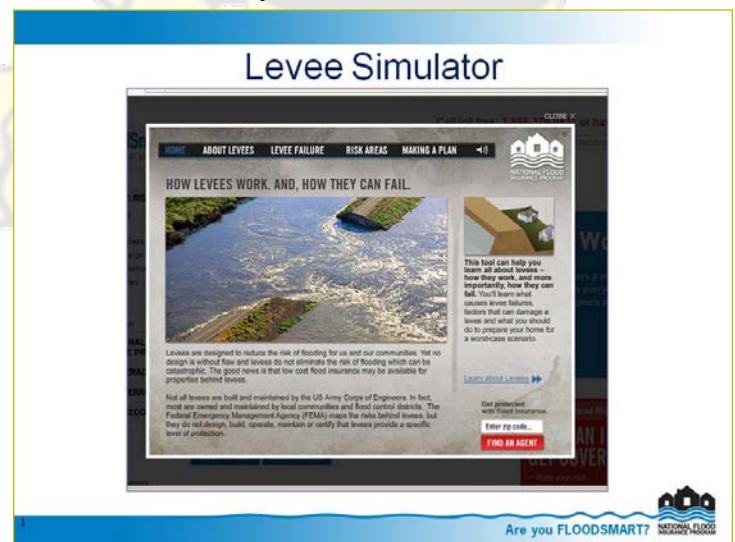 Levee Simulator
CLOSE X
HOME ABOUT LEVEES LEVEE FAILURE RISK AREAS MAKING A PLAN
NATIONAL FLOOD
INSURANCE PROGRAM
HOW LEVEES WORK. AND, HOW THEY CAN FAIL.
This tool can help you
learn all about levees –
how they work, and more
importantly, how they can
fail. You'll learn what
causes levee failures,
factors that can damage a
levee and what you should
do to prepare your home for
a worst-case scenario.
Learn about Levees
Levees are designed to reduce the risk of flooding for us and our communities. Yet no
design is without flaw and levees do not eliminate the risk of flooding which can be
catastrophic. The good news is that low cost flood insurance may be available for
properties behind levees.
Not all levees are built and maintained by the US Army Corps of Engineers. In fact,
most are owned and maintained by local communities and flood control districts. The
Federal Emergency Management Agency (FEMA) maps the risks behind levees, but
they do not design, build, operate, maintain or certify that levees provide a specific
level of protection.
Get protected
with flood insurance.
Enter zip code...
FIND AN AGENT
1
Are you FLOODSMART?
NATIONAL FLOOD
INSURANCE PROGRAM